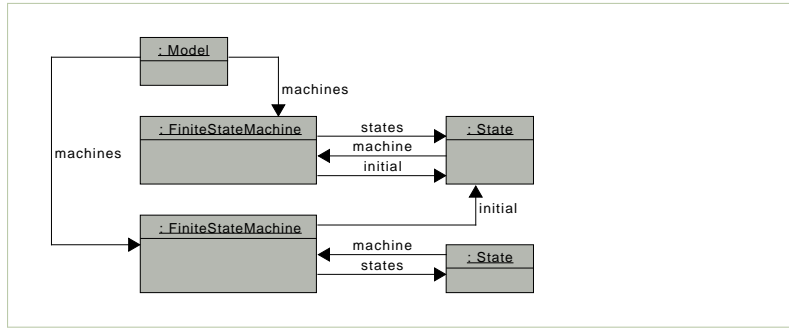 : Model
machines
: FiniteStateMachine
states
: State
machine
initial
machines
initial
: FiniteStateMachine
machine
states
: State